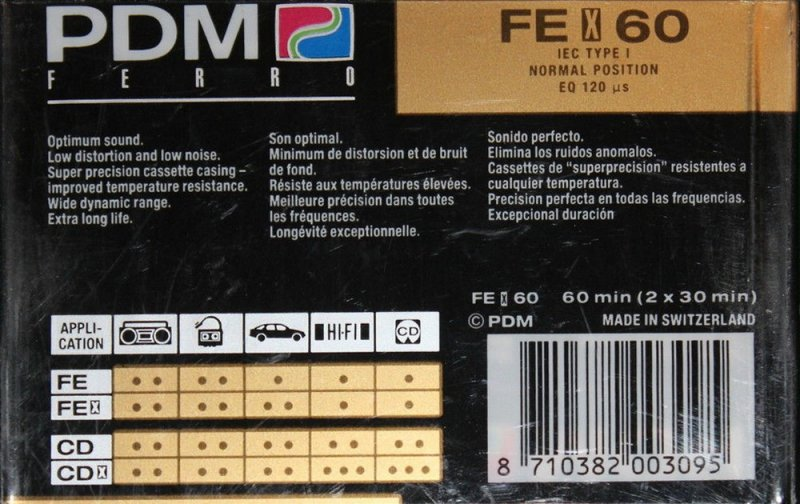 PDM
FERRO
FE X 60
IEC TYPE I
NORMAL POSITION
EQ 120 µs
Optimum sound.
Low distortion and low noise.
Super precision cassette casing –
improved temperature resistance.
Wide dynamic range.
Extra long life.
Son optimal.
Minimum de distorsion et de bruit
de fond.
Résiste aux températures élevées.
Meilleure précision dans toutes
les fréquences.
Longévité exceptionnelle.
Sonido perfecto.
Elimina los ruidos anomalos.
Cassettes de “superprecision” resistentes a
cualquier temperatura.
Precision perfecta en todas las frequencias.
Excepcional duración
FE X 60 60 min (2 x 30 min)
© PDM MADE IN SWITZERLAND
APPLI-
CATION
HI-FI
CD
FE
FE X
CD
CD X
8 710382 003095